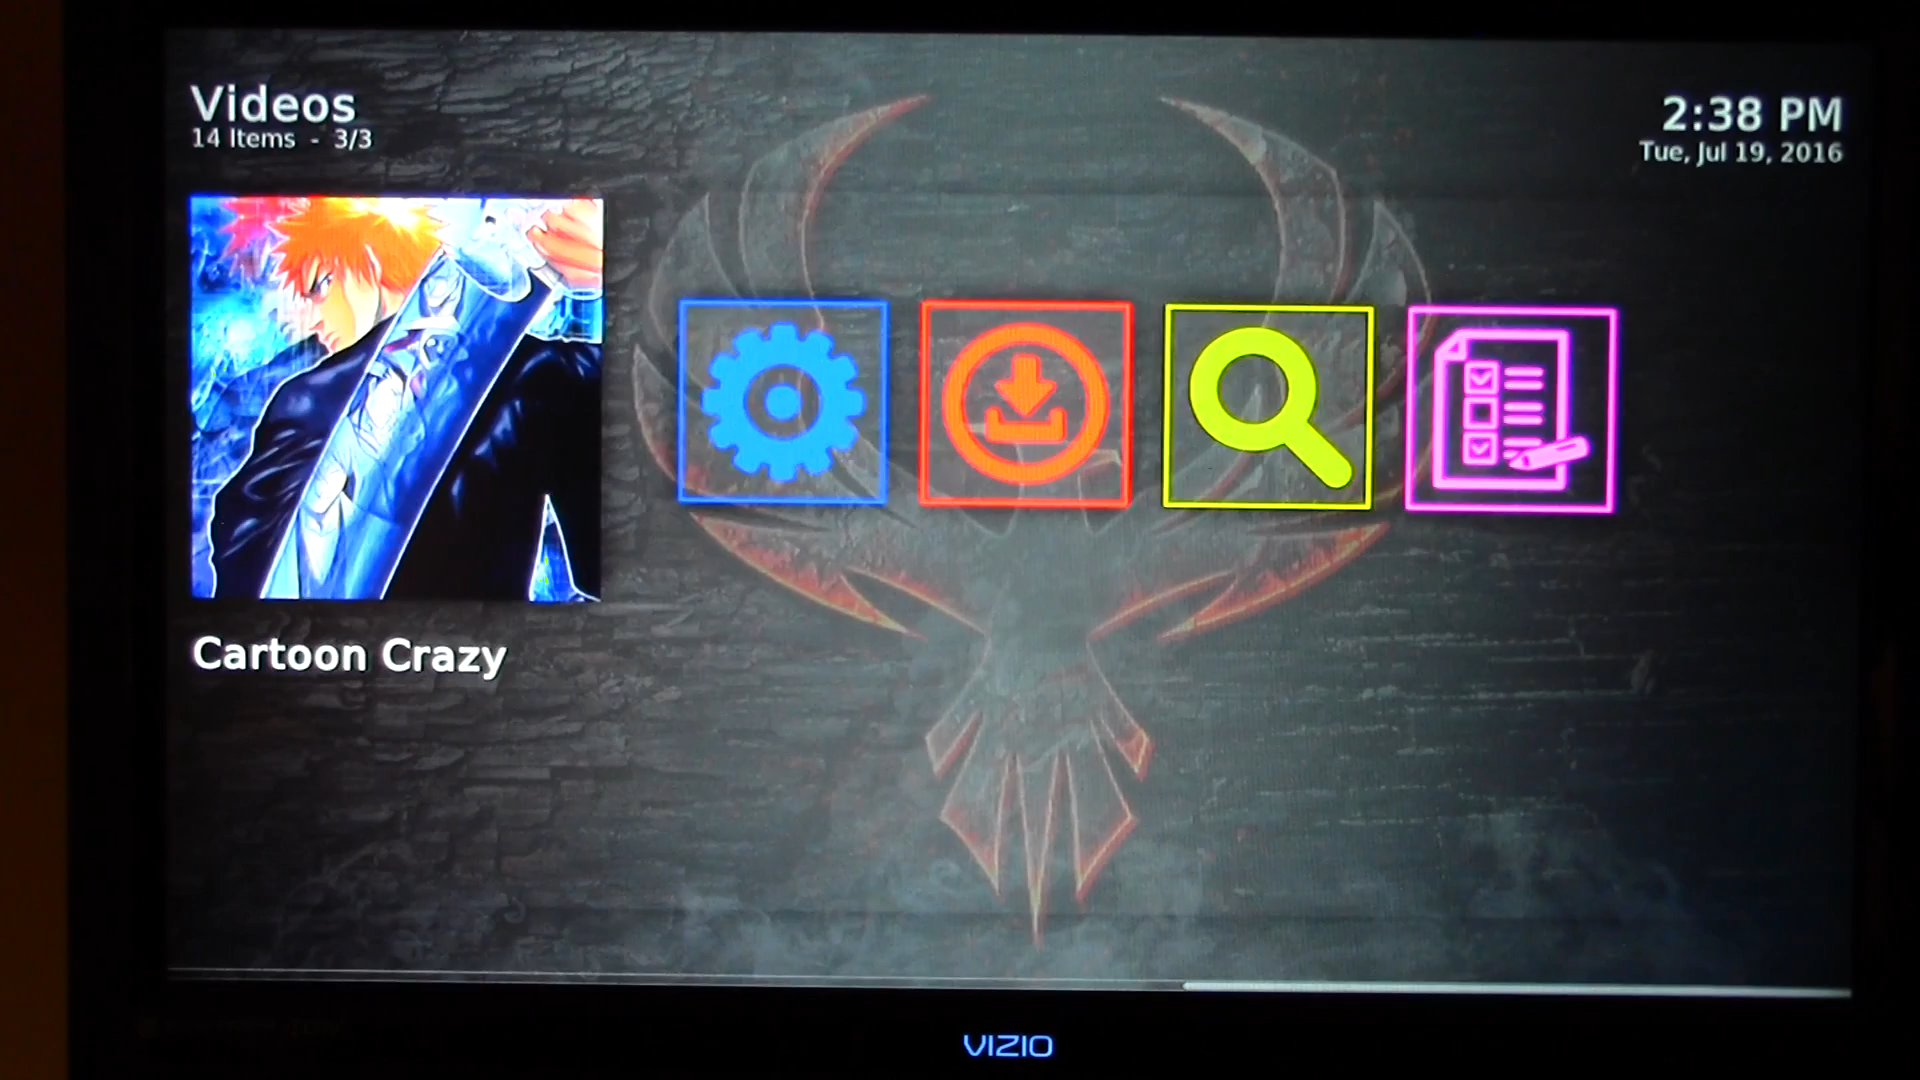 Videos
14 Items - 3/3
2:38 PM
Tue, Jul 19, 2016
Cartoon Crazy
VIZIO